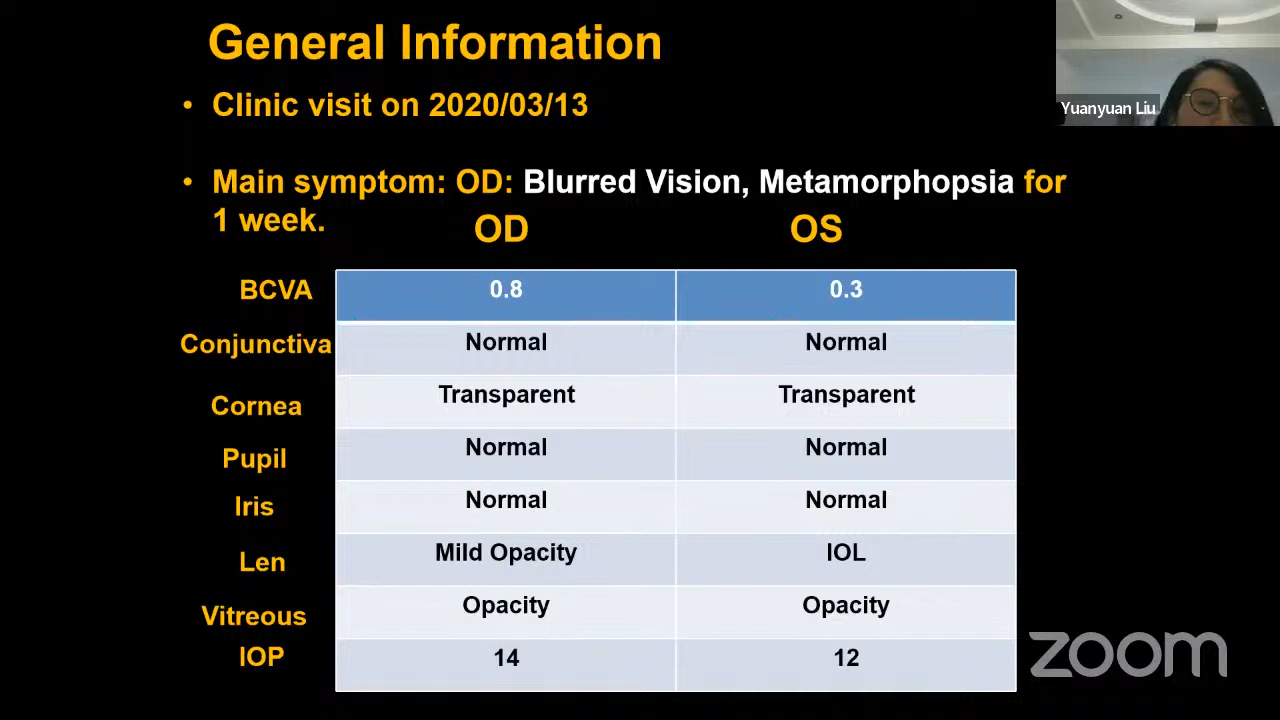 General Information
• Clinic visit on 2020/03/13
Yuanyuan Liu
• Main symptom: OD: Blurred Vision, Metamorphopsia for
1 week.
OD OS
BCVA 0.8 0.3
Conjunctiva Normal Normal
Cornea Transparent Transparent
Pupil Normal Normal
Iris Normal Normal
Len Mild Opacity IOL
Vitreous Opacity Opacity
IOP 14 12
zoom